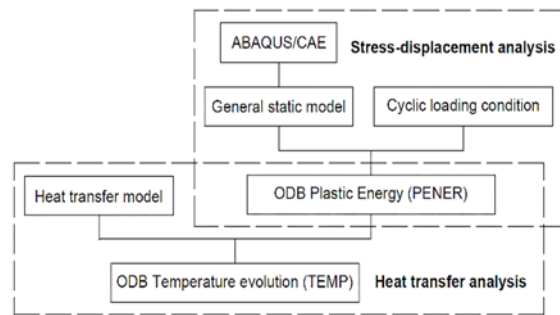 ABAQUS/CAE
Stress-displacement analysis
General static model
Cyclic loading condition
Heat transfer model
ODB Plastic Energy (PENER)
ODB Temperature evolution (TEMP)
Heat transfer analysis